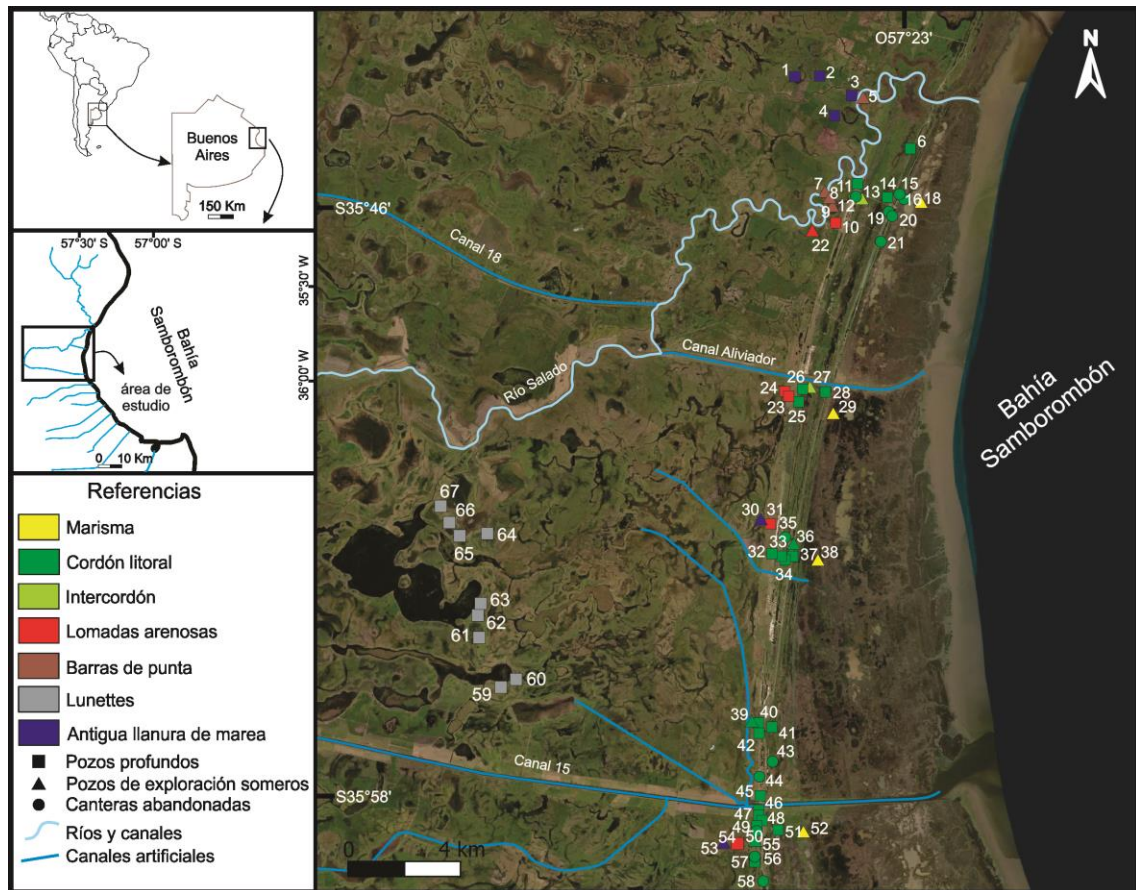 Buenos
Aires
150 Km
57°30' S 57°00' S
35°30' W
36°00' W
Bahía
Samborombón
área de
estudio
0 10 Km
Referencias
Marisma
Cordón litoral
Intercordón
Lomadas arenosas
Barras de punta
Lunettes
Antigua llanura de marea
Pozos profundos
Pozos de exploración someros
Canteras abandonadas
Ríos y canales
Canales artificiales
O57°23'
N
S35°46'
S35°58'
1 2
3
5
4
6
7
8
11
13
14 15
16 18
9
12
10
19
20
22
21
Canal 18
Canal Aliviador
Río Salado
Bahía
Samborombón
24 26 27
28
23
25
29
67
66
65
64
30 31
35
36
33
32
37 38
34
63
62
61
60
59
39 40
41
42
43
44
Canal 15
45
46
47
48
49
50
51 52
54
53
55
56
57
58
0 4 km